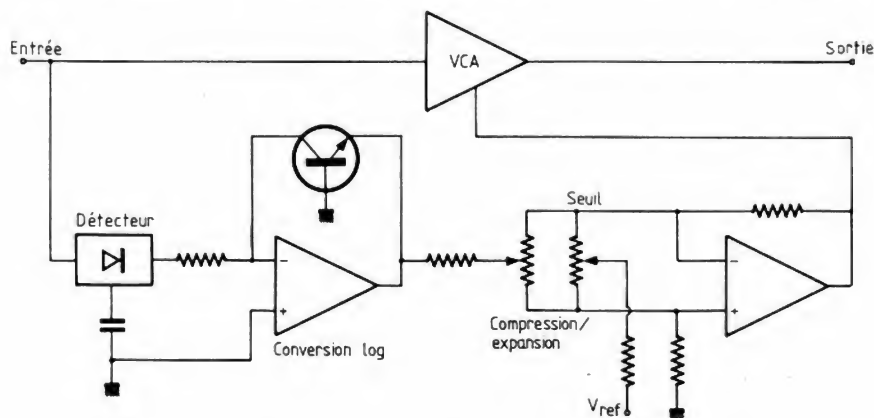 Entrée
VCA
Sortie
Détecteur
Seuil
−
+
Conversion log
Compression/
expansion
−
+
Vref